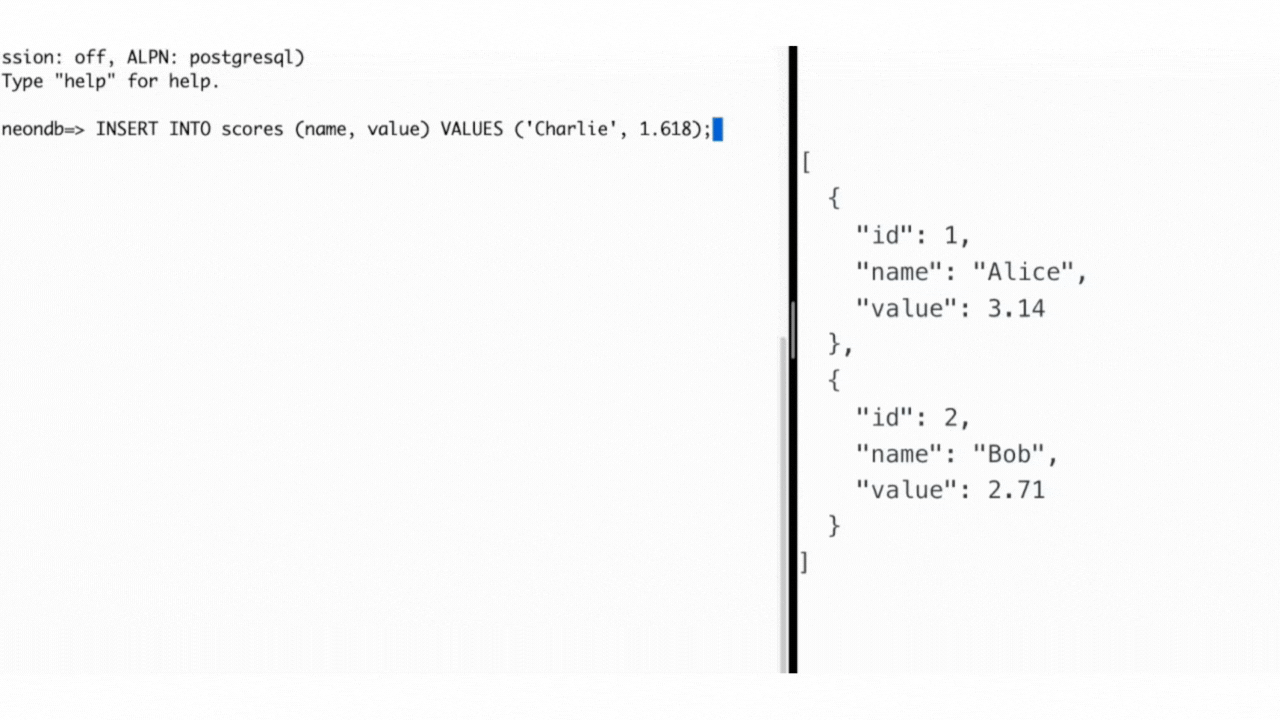 ssion: off, ALPN: postgresql)
Type "help" for help.
neondb=> INSERT INTO scores (name, value) VALUES ('Charlie', 1.618);
[
  {
    "id": 1,
    "name": "Alice",
    "value": 3.14
  },
  {
    "id": 2,
    "name": "Bob",
    "value": 2.71
  }
]